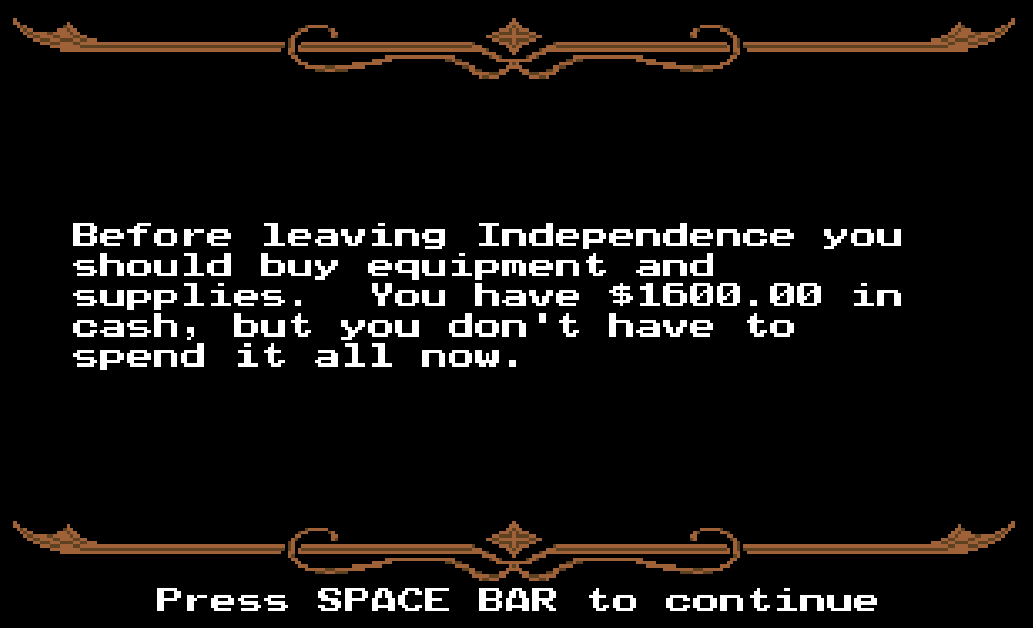 Before leaving Independence you
should buy equipment and
supplies.  You have $1600.00 in
cash, but you don't have to
spend it all now.
Press SPACE BAR to continue